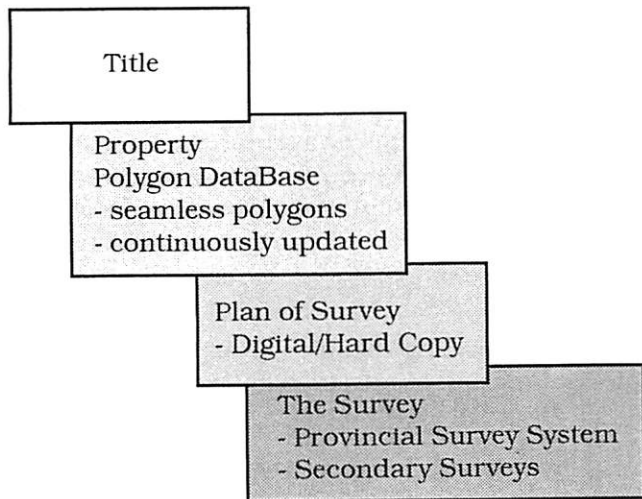 Title
Property
Polygon DataBase
- seamless polygons
- continuously updated
Plan of Survey
- Digital/Hard Copy
The Survey
- Provincial Survey System
- Secondary Surveys